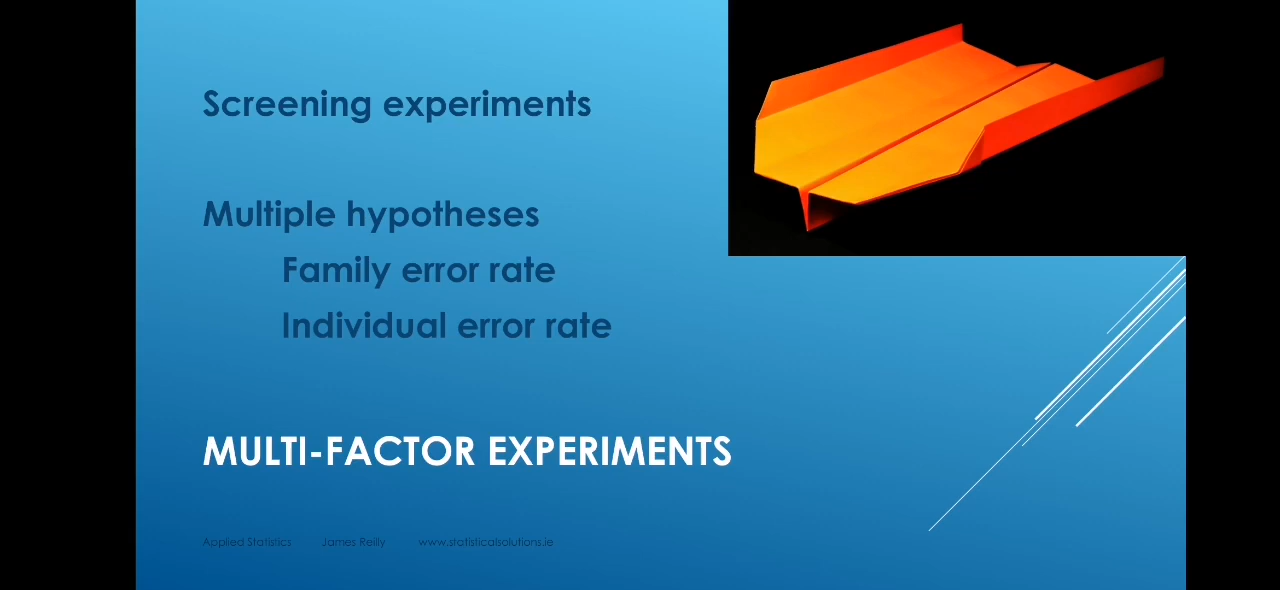 Screening experiments
Multiple hypotheses
Family error rate
Individual error rate
MULTI-FACTOR EXPERIMENTS
Applied Statistics James Reilly www.statisticalsolutions.ie